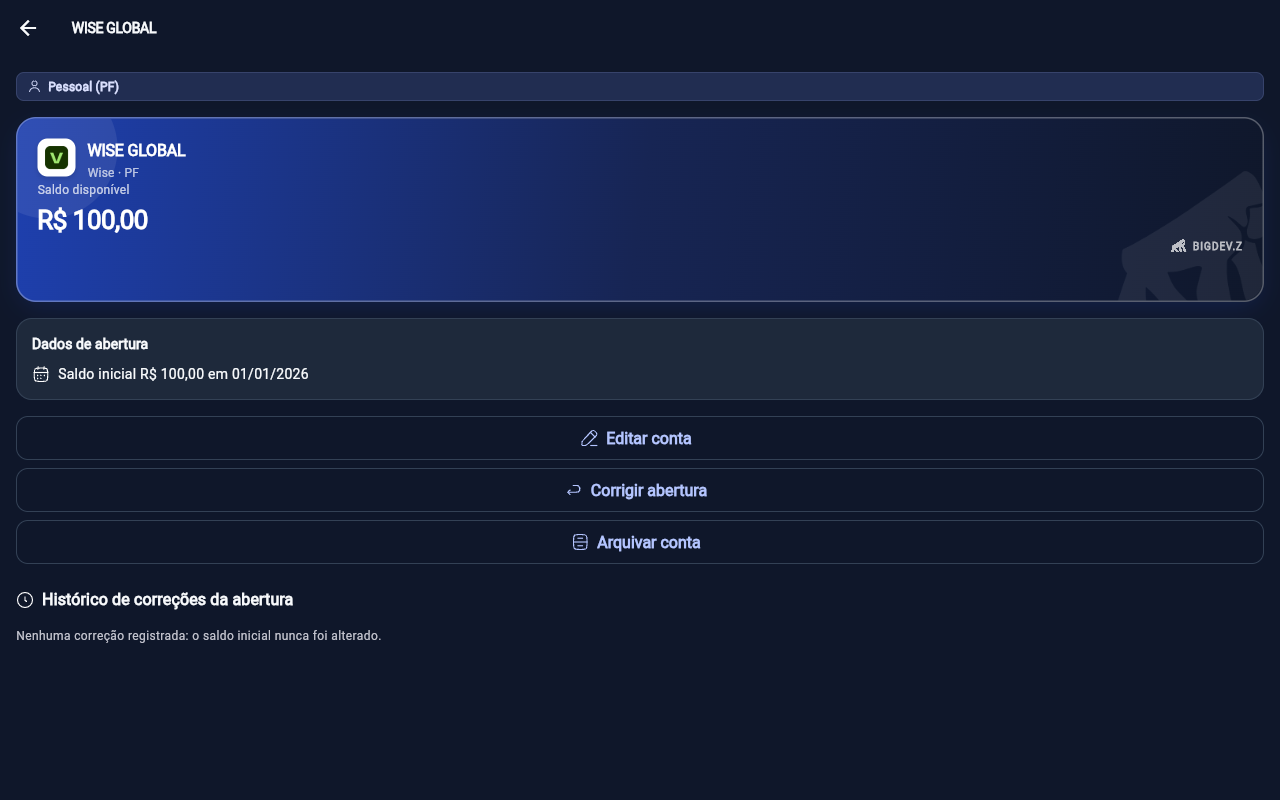 WISE GLOBAL
Pessoal (PF)
WISE GLOBAL
Wise · PF
Saldo disponível
R$ 100,00
BIGDEV.Z
Dados de abertura
Saldo inicial R$ 100,00 em 01/01/2026
Editar conta
Corrigir abertura
Arquivar conta
Histórico de correções da abertura
Nenhuma correção registrada: o saldo inicial nunca foi alterado.